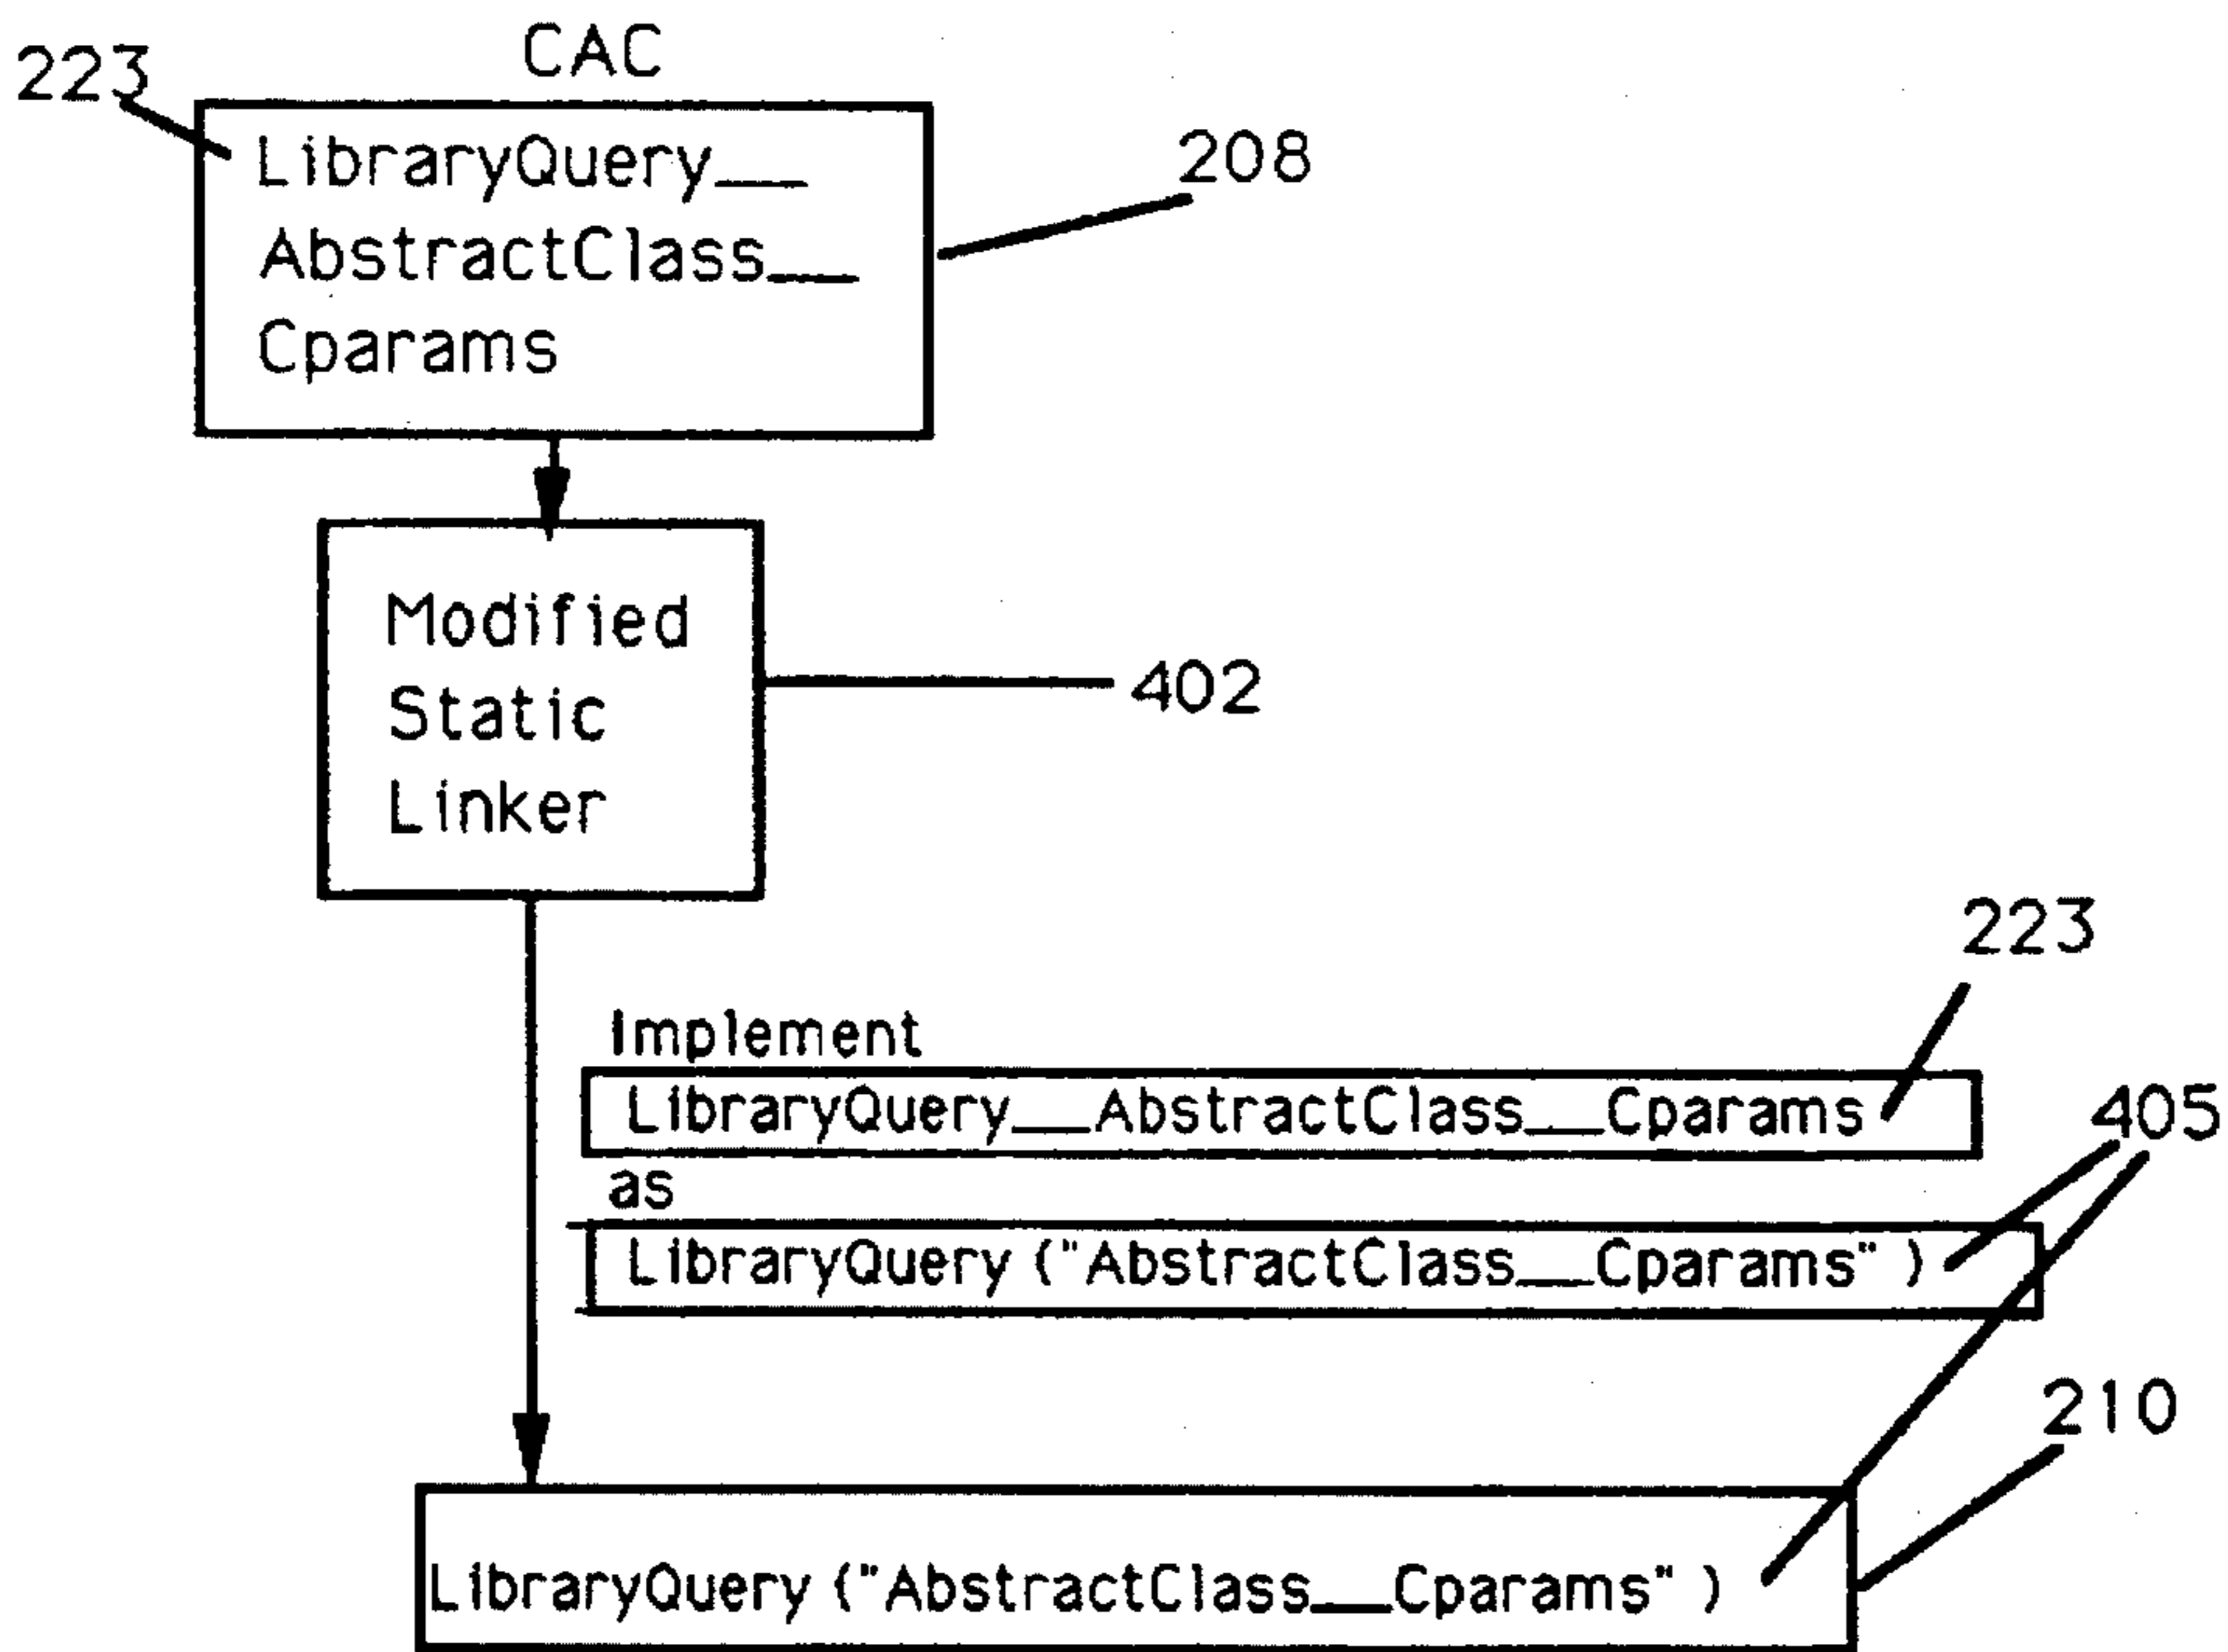 CAC
223
LibraryQuery__
208
AbstractClass__
Cparams
Modified
Static
402
Linker
223
Implement
LibraryQuery__AbstractClass__Cparams
405
as
LibraryQuery ("AbstractClass__Cparams" )
210
LibraryQuery ("AbstractClass__Cparams" )